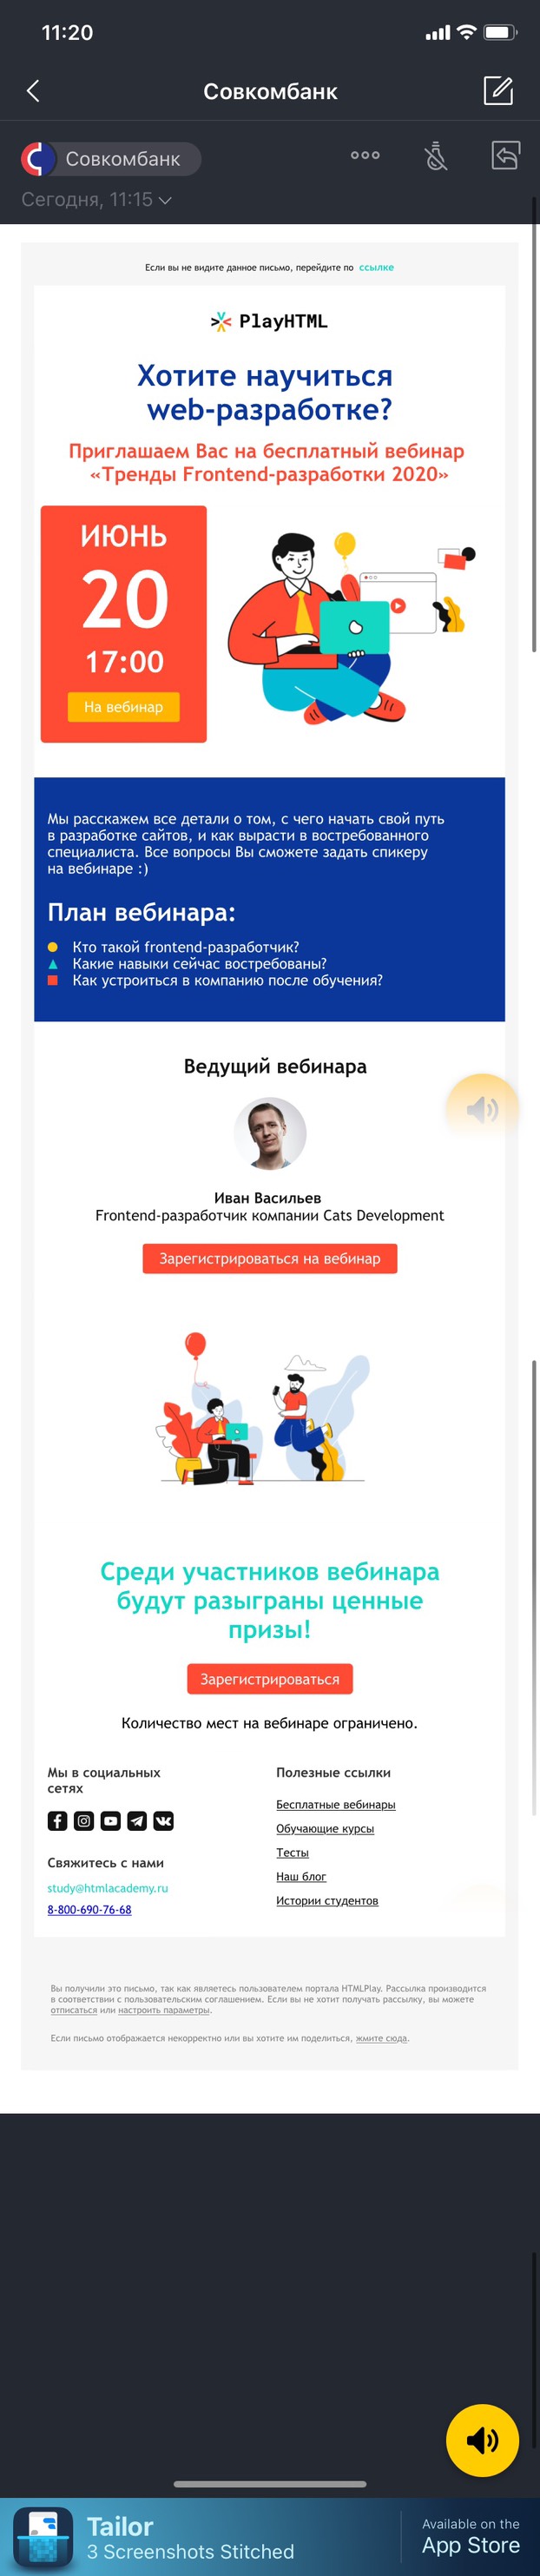 11:20
Совкомбанк
Совкомбанк
Сегодня, 11:15
Если вы не видите данное письмо, перейдите по ссылке
PlayHTML
Хотите научиться
web-разработке?
Приглашаем Вас на бесплатный вебинар
«Тренды Frontend-разработки 2020»
ИЮНЬ
20
17:00
На вебинар
Мы расскажем все детали о том, с чего начать свой путь
в разработке сайтов, и как вырасти в востребованного
специалиста. Все вопросы Вы сможете задать спикеру
на вебинаре :)
План вебинара:
Кто такой frontend-разработчик?
Какие навыки сейчас востребованы?
Как устроиться в компанию после обучения?
Ведущий вебинара
Иван Васильев
Frontend-разработчик компании Cats Development
Зарегистрироваться на вебинар
Среди участников вебинара
будут разыграны ценные
призы!
Зарегистрироваться
Количество мест на вебинаре ограничено.
Мы в социальных
сетях
Свяжитесь с нами
study@htmlacademy.ru
8-800-690-76-68
Полезные ссылки
Бесплатные вебинары
Обучающие курсы
Тесты
Наш блог
Истории студентов
Вы получили это письмо, так как являетесь пользователем портала HTMLPlay. Рассылка производится
в соответствии с пользовательским соглашением. Если вы не хотит получать рассылку, вы можете
отписаться или настроить параметры.
Если письмо отображается некорректно или вы хотите им поделиться, жмите сюда.
Tailor
3 Screenshots Stitched
Available on the
App Store